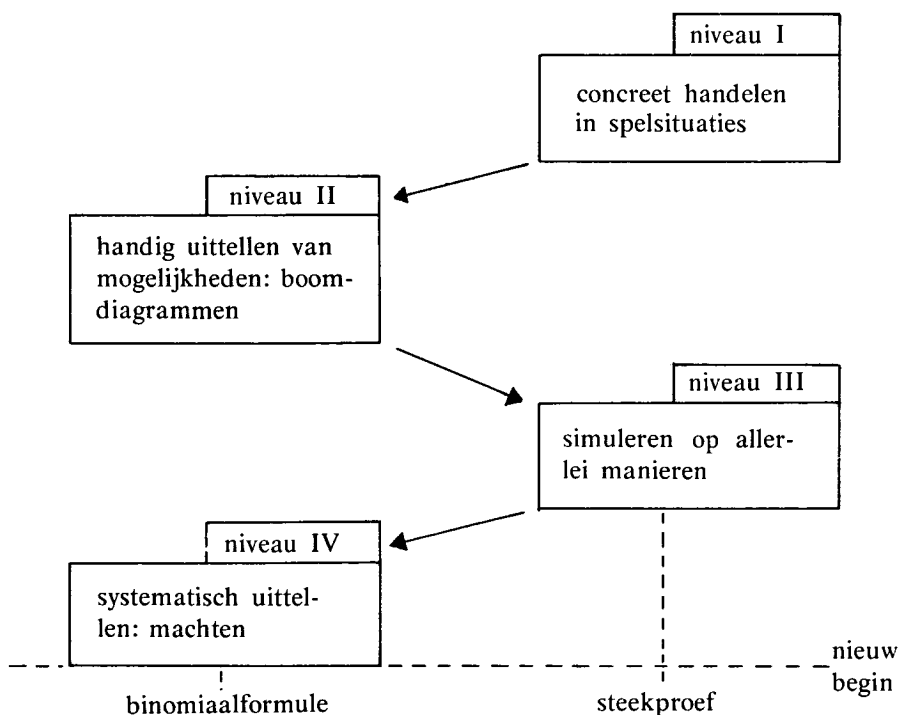 niveau I
concreet handelen
in spelsituaties
niveau II
handig uittellen van
mogelijkheden: boom-
diagrammen
niveau III
simuleren op aller-
lei manieren
niveau IV
systematisch uittel-
len: machten
nieuw
begin
binomiaalformule
steekproef